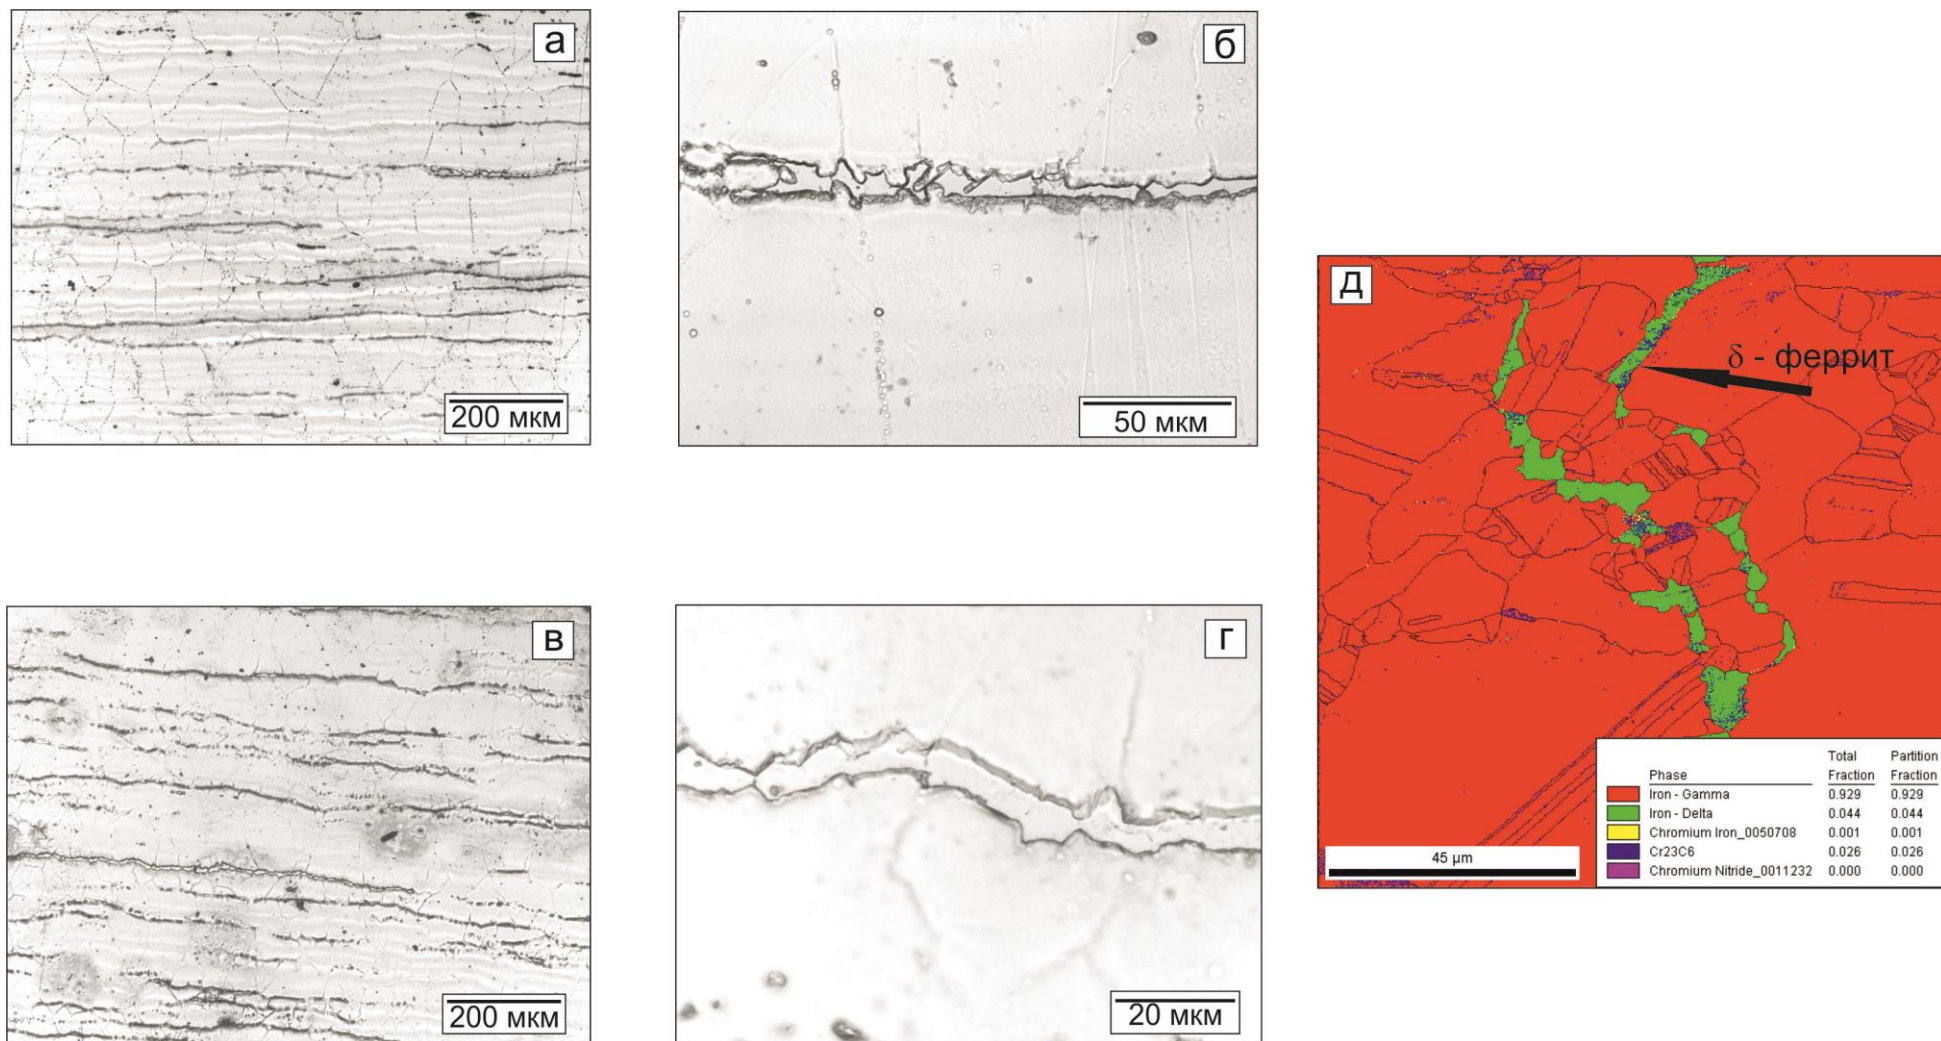 а
200 мкм
б
50 мкм
в
200 мкм
г
20 мкм
д
δ - феррит
45 µm
Total Partition
Phase Fraction Fraction
Iron - Gamma 0.929 0.929
Iron - Delta 0.044 0.044
Chromium Iron_0050708 0.001 0.001
Cr23C6 0.026 0.026
Chromium Nitride_0011232 0.000 0.000